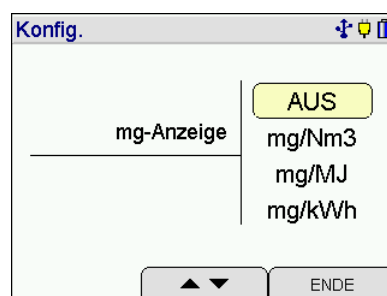 Konfig.
AUS
mg-Anzeige
mg/Nm3
mg/MJ
mg/kWh
ENDE